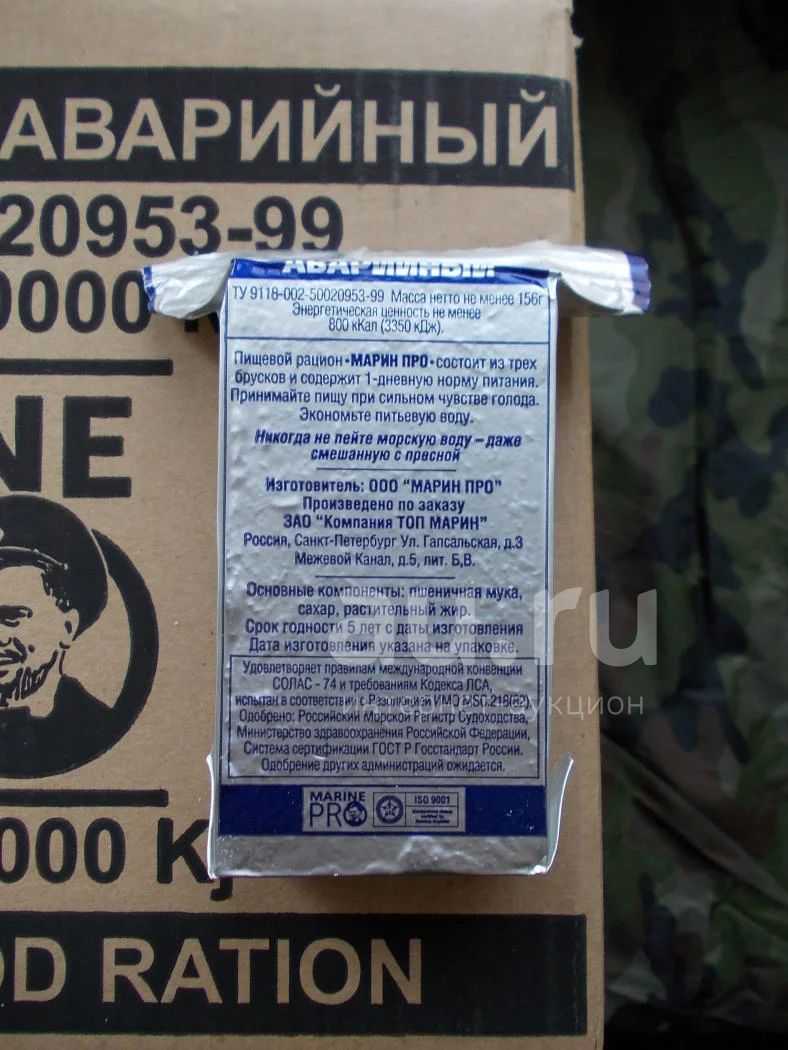 АВАРИЙНЫЙ
20953-99
0000
NE
АВАРИЙНЫЙ
ТУ 9118-002-50020953-99 Масса нетто не менее 156г
Энергетическая ценность не менее
800 кКал (3350 кДж).
Пищевой рацион «МАРИН ПРО» состоит из трех
брусков и содержит 1-дневную норму питания.
Принимайте пищу при сильном чувстве голода.
Экономьте питьевую воду.
Никогда не пейте морскую воду – даже
смешанную с пресной
Изготовитель: ООО "МАРИН ПРО"
Произведено по заказу
ЗАО "Компания ТОП МАРИН"
Россия, Санкт-Петербург Ул. Гапсальская, д.3
Межевой Канал, д.5, лит. Б,В.
Основные компоненты: пшеничная мука,
сахар, растительный жир.
Срок годности 5 лет с даты изготовления
Дата изготовления указана на упаковке.
Удовлетворяет правилам международной конвенции
СОЛАС - 74 и требованиям Кодекса ЛСА,
испытан в соответствии с Резолюцией ИМО MSC.218(82).
Одобрено: Российский Морской Регистр Судоходства,
Министерство здравоохранения Российской Федерации,
Система сертификации ГОСТ Р Госстандарт России.
Одобрение других администраций ожидается.
MARINE
PRO
ISO 9001
000 Kj
OD RATION